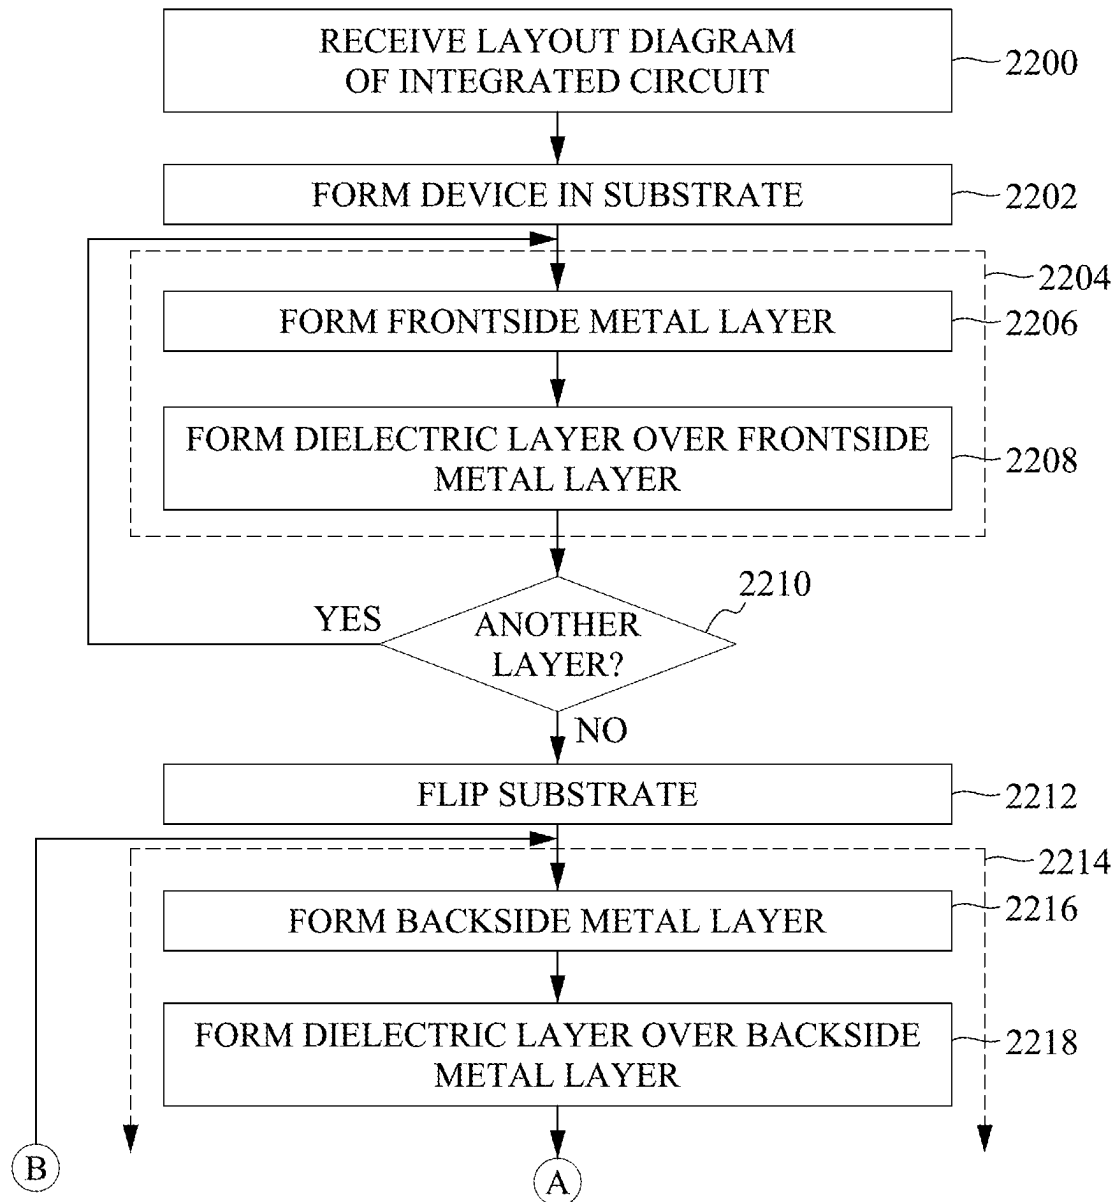 RECEIVE LAYOUT DIAGRAM
OF INTEGRATED CIRCUIT
2200
FORM DEVICE IN SUBSTRATE
2202
2204
FORM FRONTSIDE METAL LAYER
2206
FORM DIELECTRIC LAYER OVER FRONTSIDE
METAL LAYER
2208
2210
YES
ANOTHER
LAYER?
NO
FLIP SUBSTRATE
2212
2214
FORM BACKSIDE METAL LAYER
2216
FORM DIELECTRIC LAYER OVER BACKSIDE
METAL LAYER
2218
B
A